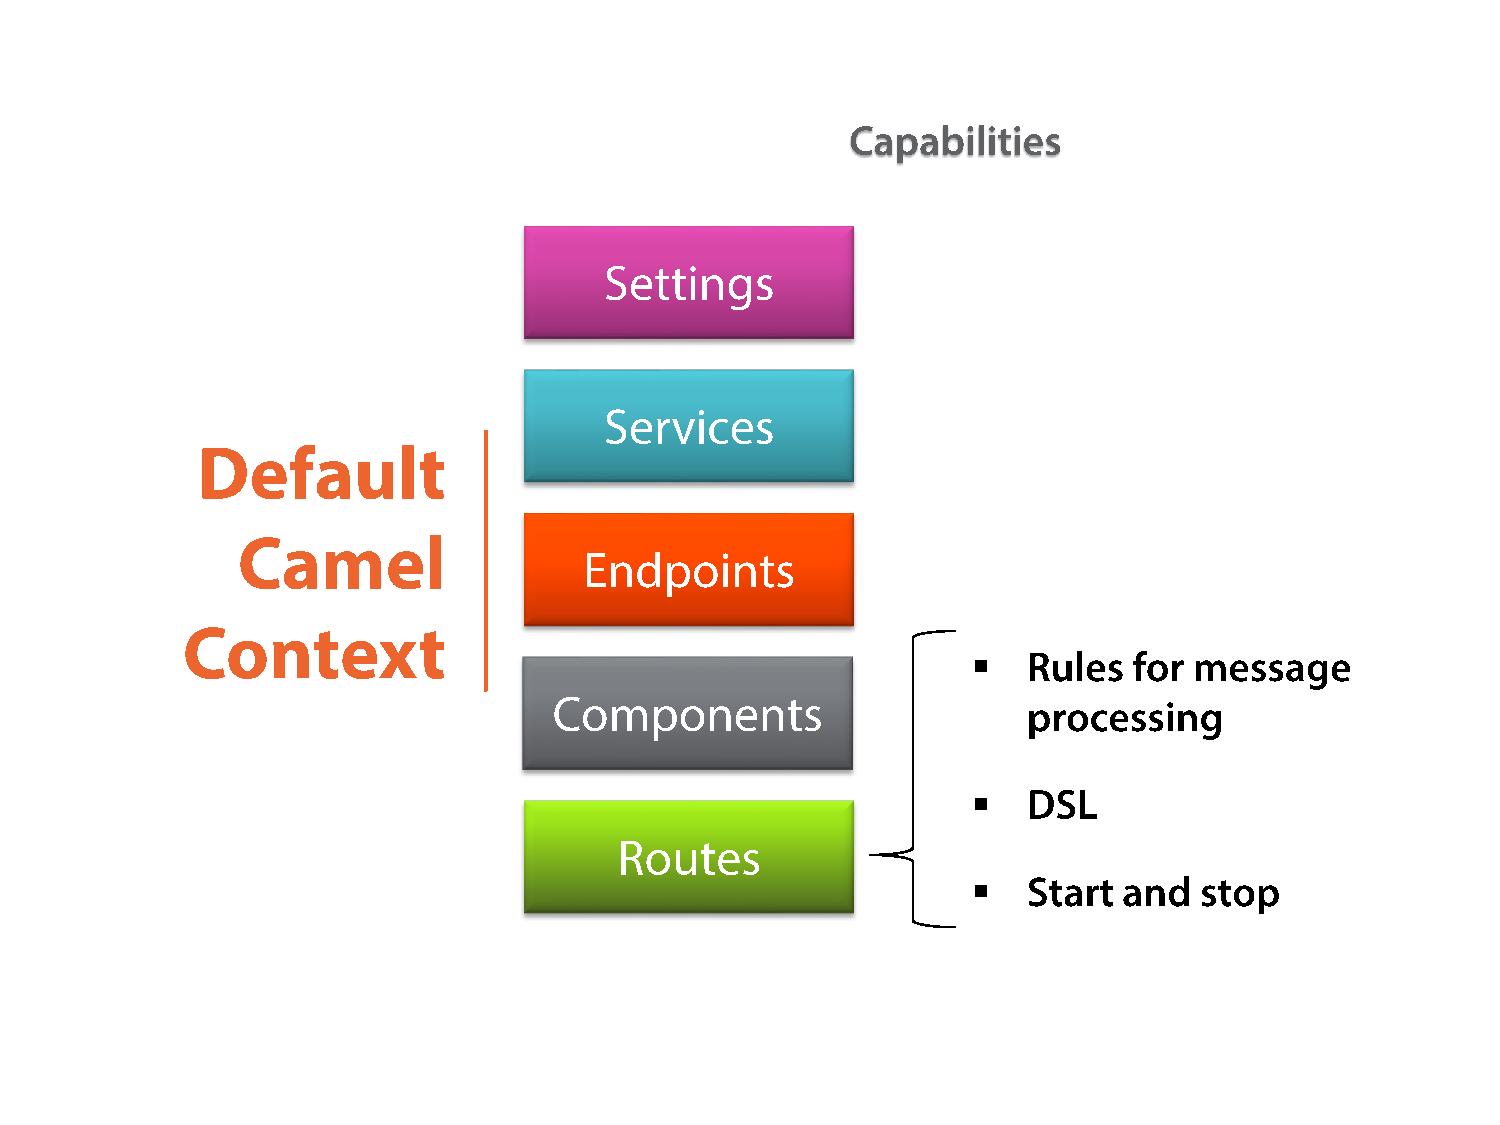 Capabilities
Default
Camel
Context
Settings
Services
Endpoints
Components
Routes
▪ Rules for message
processing
▪ DSL
▪ Start and stop